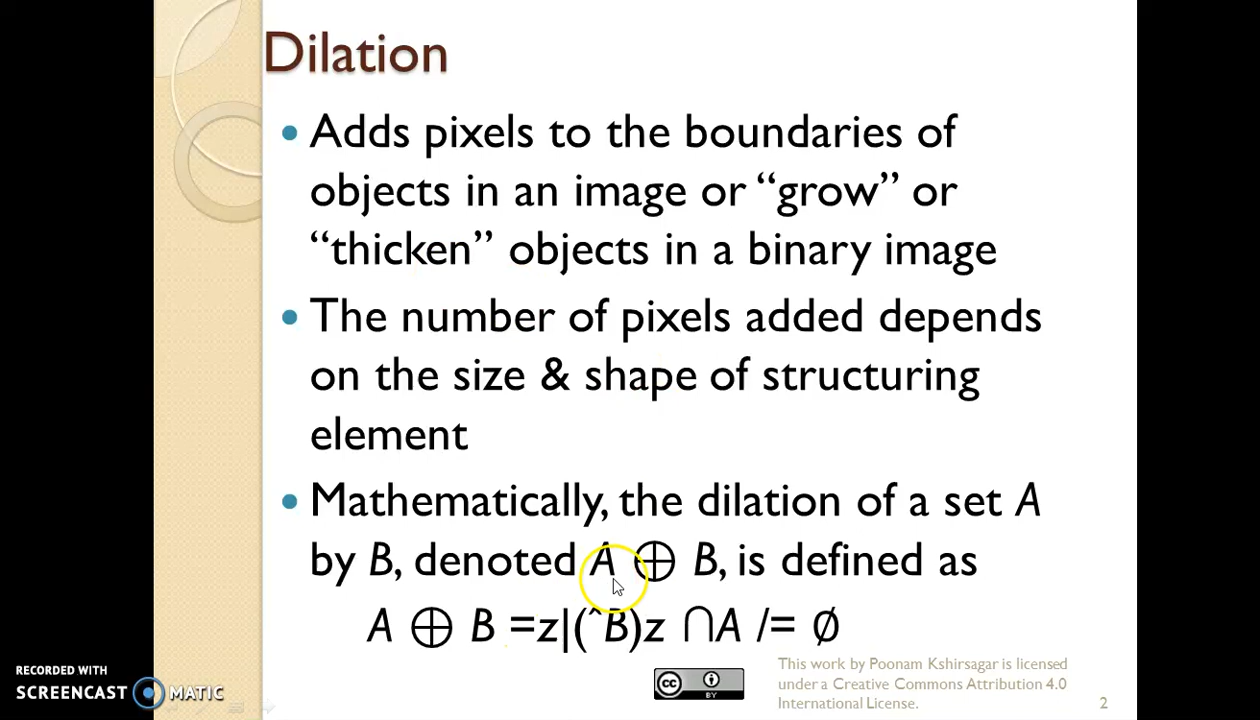 Dilation
• Adds pixels to the boundaries of
objects in an image or “grow” or
“thicken” objects in a binary image
• The number of pixels added depends
on the size & shape of structuring
element
• Mathematically, the dilation of a set A
by B, denoted A ⊕ B, is defined as
A ⊕ B =z|(ˆB)z ∩A /= ∅
RECORDED WITH
SCREENCAST MATIC
cc BY
This work by Poonam Kshirsagar is licensed
under a Creative Commons Attribution 4.0
International License.
2